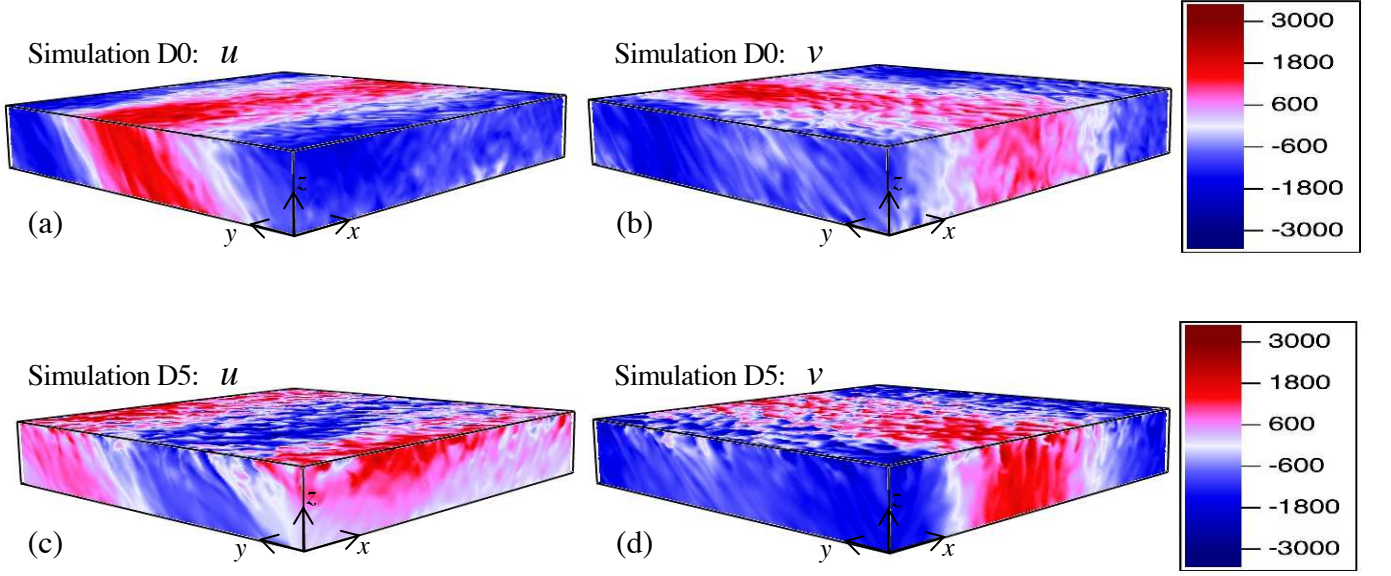 Simulation D0: u
Simulation D0: v
3000
1800
600
-600
-1800
-3000
z
y
x
(a)
z
y
x
(b)
Simulation D5: u
Simulation D5: v
3000
1800
600
-600
-1800
-3000
z
y
x
(c)
z
y
x
(d)